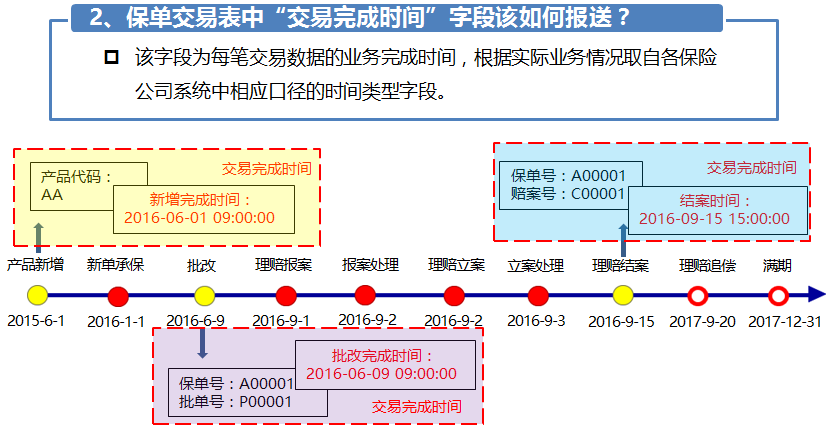 2、保单交易表中“交易完成时间”字段该如何报送？
该字段为每笔交易数据的业务完成时间，根据实际业务情况取自各保险
公司系统中相应口径的时间类型字段。
交易完成时间
产品代码：
AA
新增完成时间：
2016-06-01 09:00:00
交易完成时间
保单号：A00001
赔案号：C00001
结案时间：
2016-09-15 15:00:00
产品新增 新单承保 批改 理赔报案 报案处理 理赔立案 立案处理 理赔结案 理赔追偿 满期
2015-6-1 2016-1-1 2016-6-9 2016-9-1 2016-9-2 2016-9-2 2016-9-3 2016-9-15 2017-9-20 2017-12-31
批改完成时间：
2016-06-09 09:00:00
保单号：A00001
批单号：P00001
交易完成时间